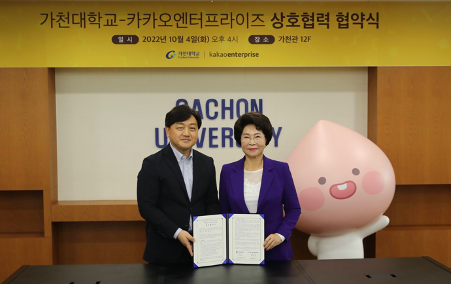 가천대학교-카카오엔터프라이즈 상호협력 협약식
일 시 2022년 10월 4일(화) 오후 4시 장 소 가천관 12F
가천대학교 kakaoenterprise
GACHON
UNIVERSITY